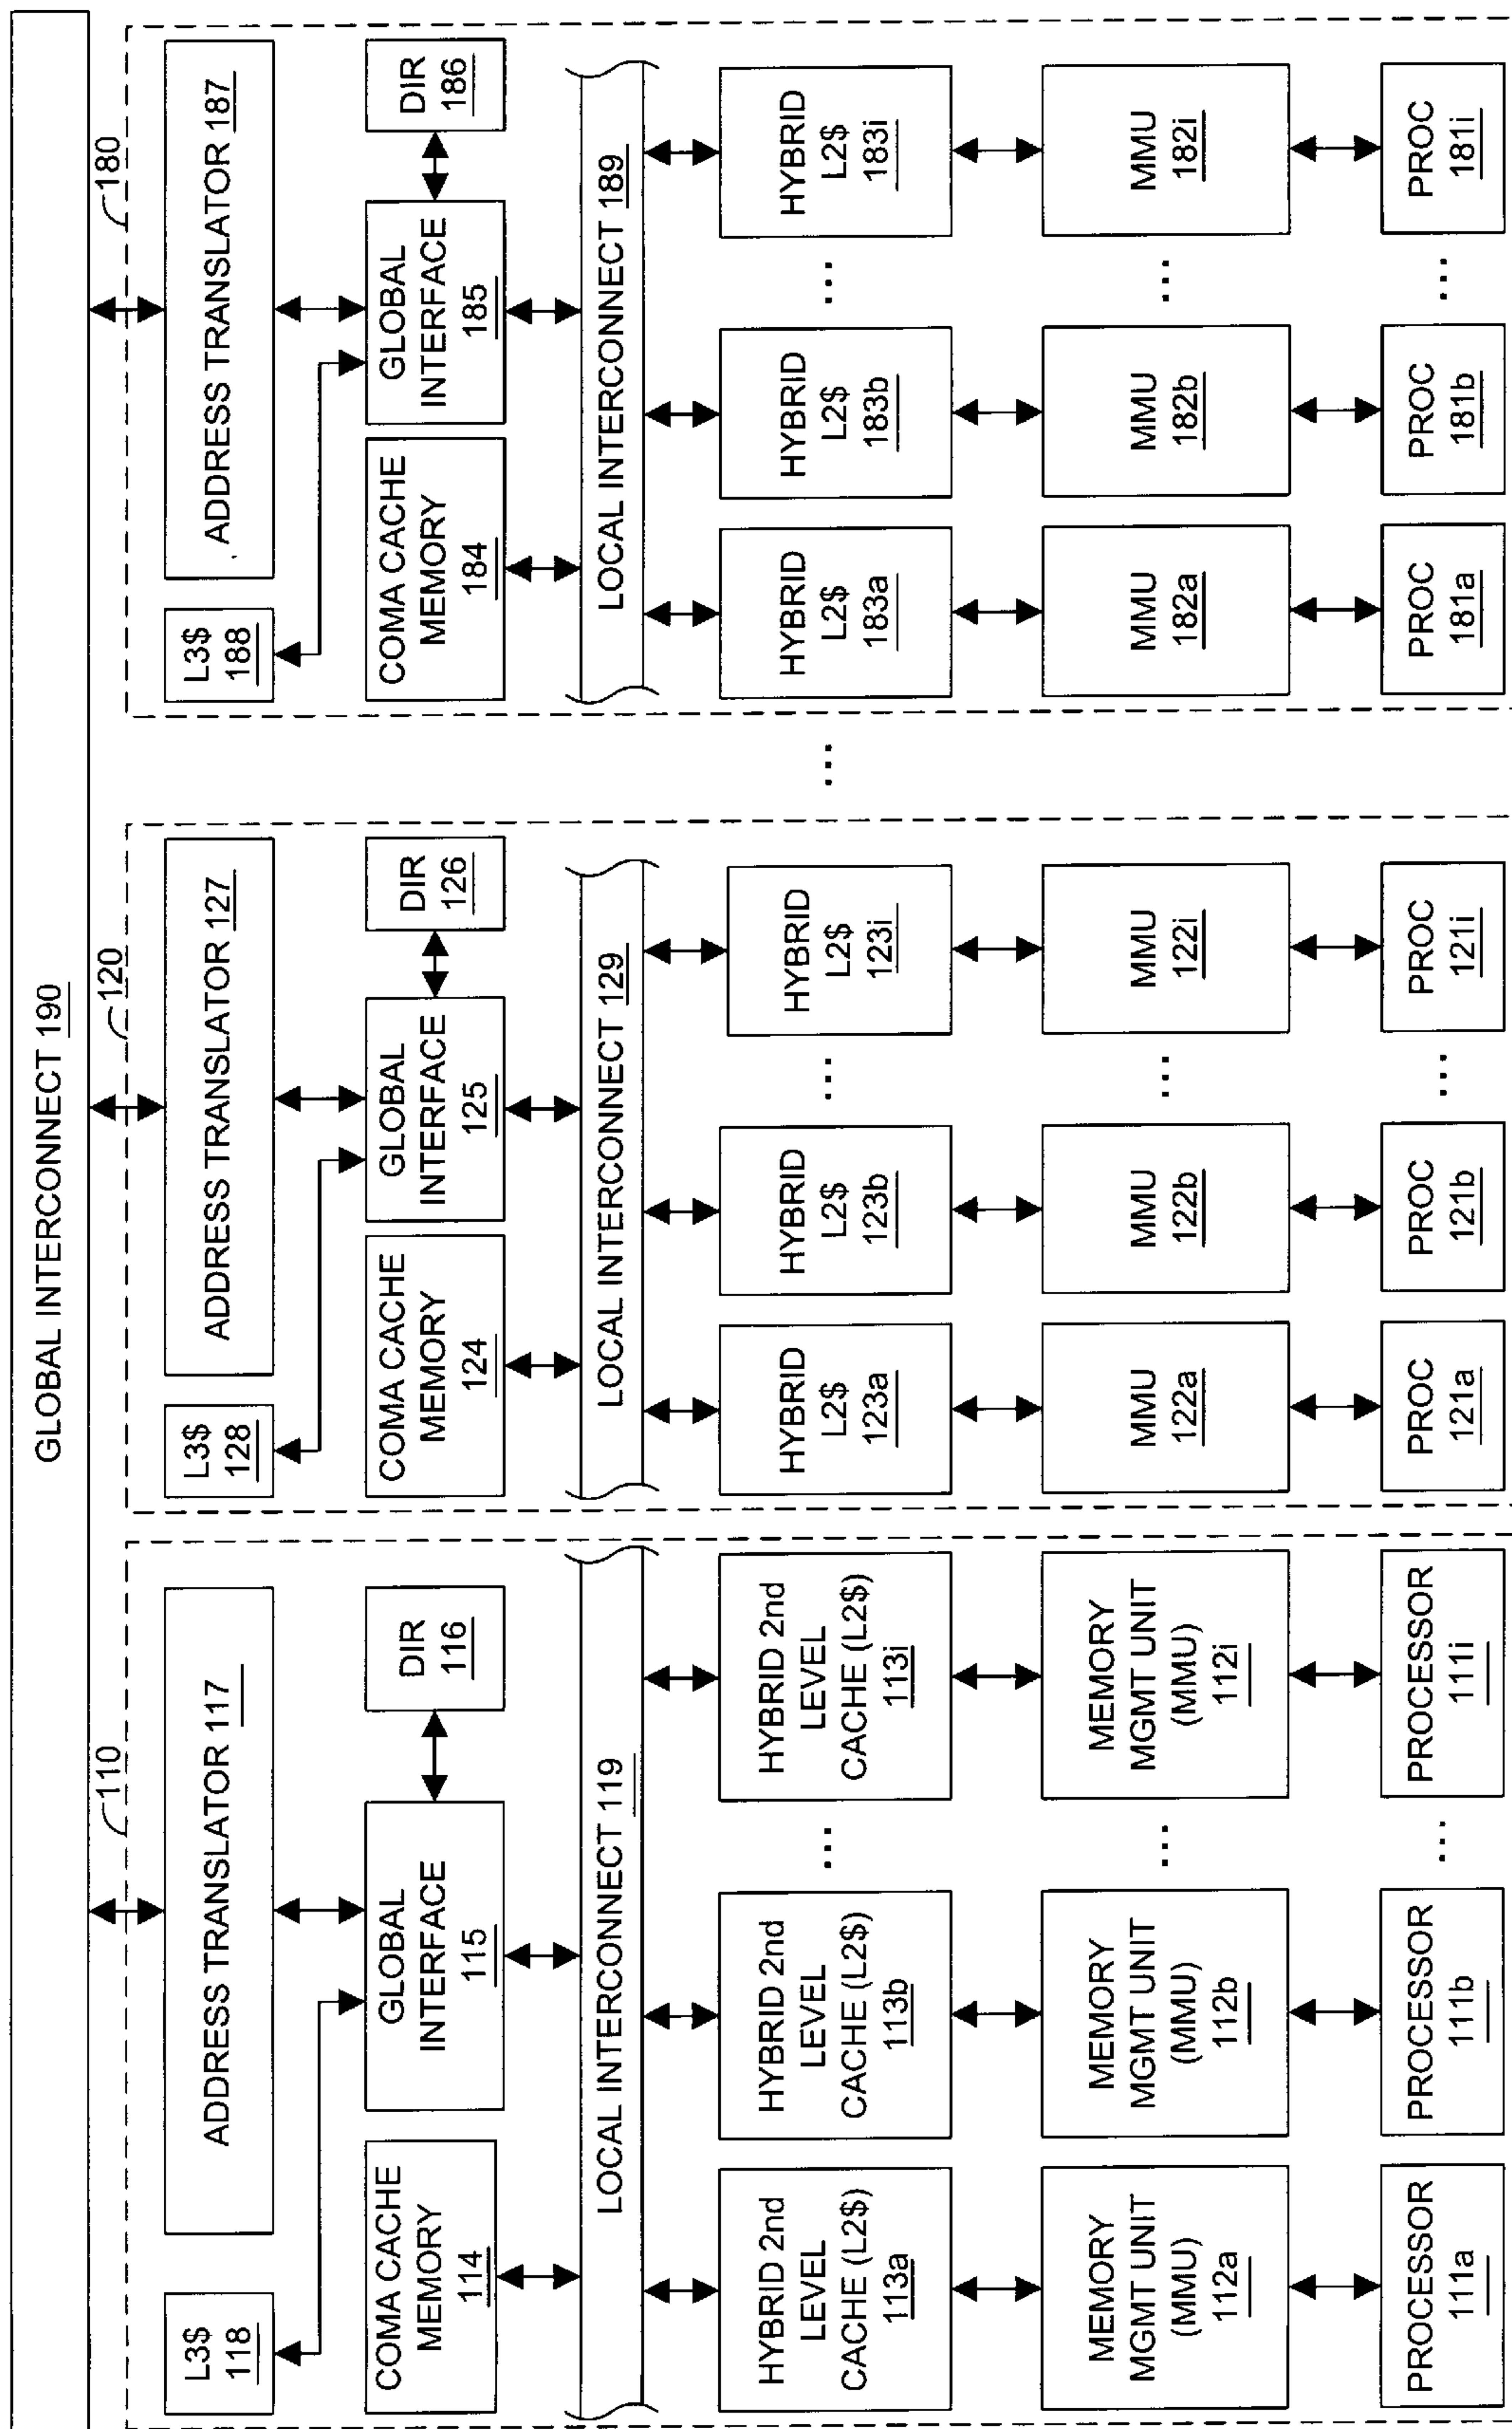 GLOBAL INTERCONNECT 190
110
L3$
118
ADDRESS TRANSLATOR 117
COMA CACHE
MEMORY
114
GLOBAL
INTERFACE
115
DIR
116
LOCAL INTERCONNECT 119
HYBRID 2nd
LEVEL
CACHE (L2$)
113a
HYBRID 2nd
LEVEL
CACHE (L2$)
113b
...
HYBRID 2nd
LEVEL
CACHE (L2$)
113i
MEMORY
MGMT UNIT
(MMU)
112a
MEMORY
MGMT UNIT
(MMU)
112b
...
MEMORY
MGMT UNIT
(MMU)
112i
PROCESSOR
111a
PROCESSOR
111b
...
PROCESSOR
111i
120
L3$
128
ADDRESS TRANSLATOR 127
COMA CACHE
MEMORY
124
GLOBAL
INTERFACE
125
DIR
126
LOCAL INTERCONNECT 129
HYBRID
L2$
123a
HYBRID
L2$
123b
...
HYBRID
L2$
123i
MMU
122a
MMU
122b
...
MMU
122i
PROC
121a
PROC
121b
...
PROC
121i
...
180
L3$
188
ADDRESS TRANSLATOR 187
COMA CACHE
MEMORY
184
GLOBAL
INTERFACE
185
DIR
186
LOCAL INTERCONNECT 189
HYBRID
L2$
183a
HYBRID
L2$
183b
...
HYBRID
L2$
183i
MMU
182a
MMU
182b
...
MMU
182i
PROC
181a
PROC
181b
...
PROC
181i